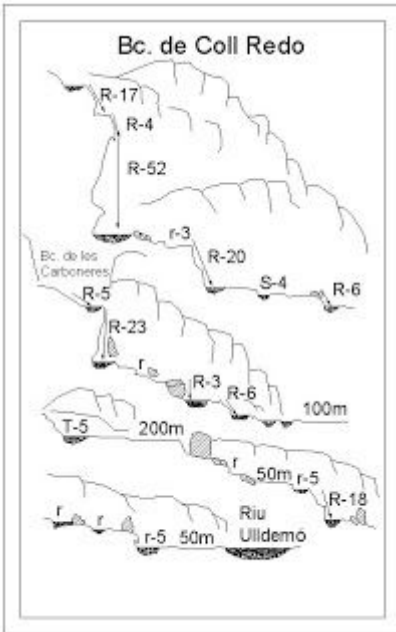 Bc. de Coll Redo
R-17
R-4
R-52
r-3
R-20
S-4
R-6
Bc. de les
Carboneres
R-5
R-23
r
R-3
R-6
100m
T-5
200m
r
50m
r-5
R-18
r
r
r-5
50m
Riu
Ulldemó